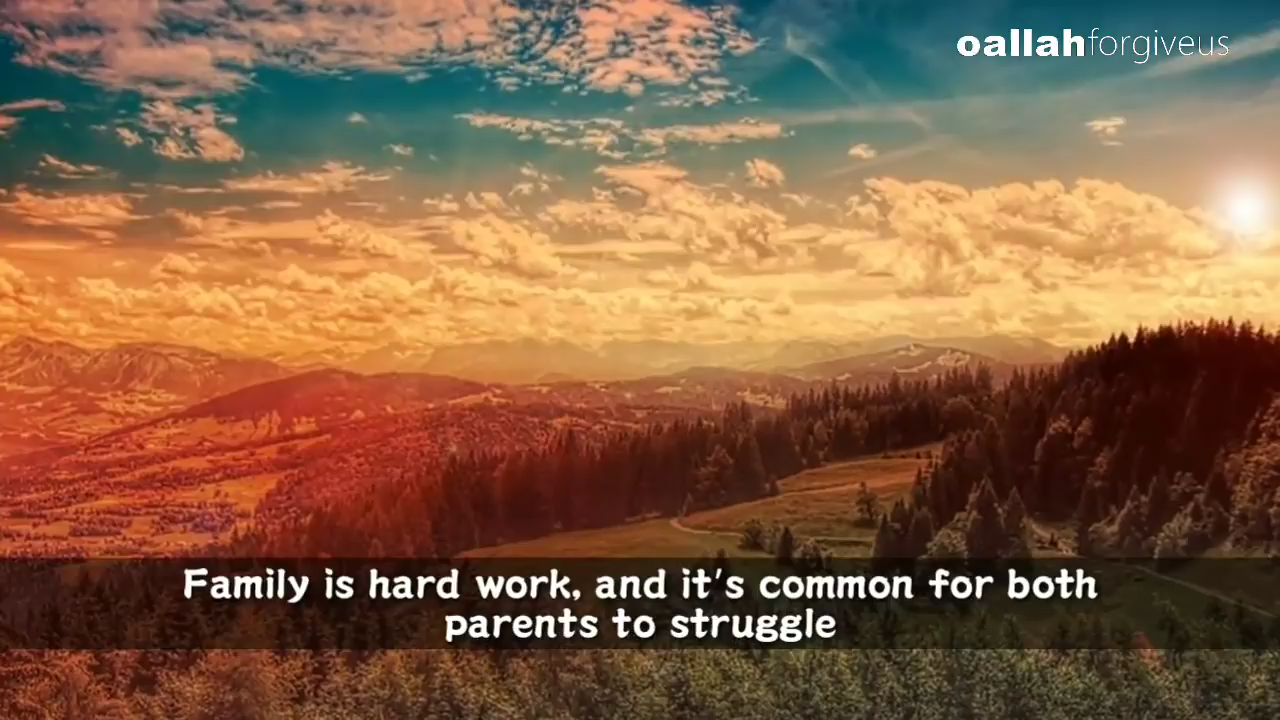 oallahforgiveus
Family is hard work, and it's common for both
parents to struggle